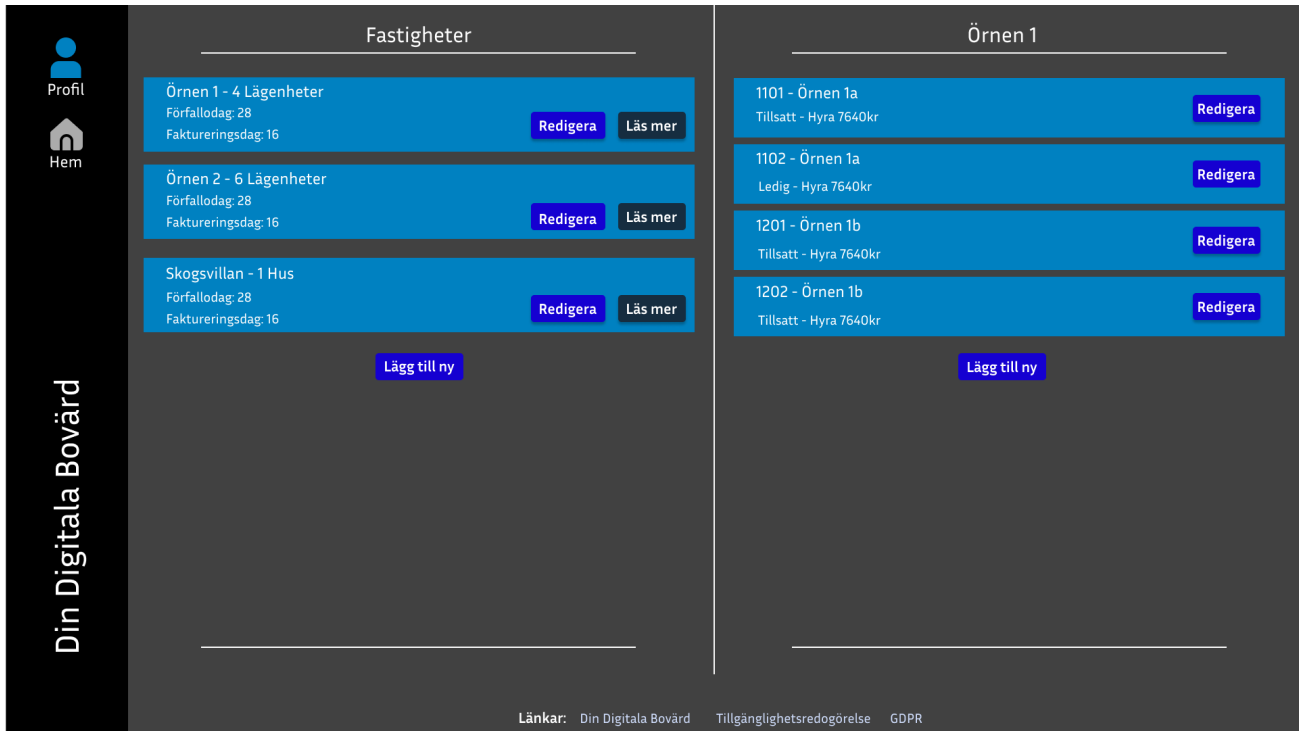 Profil
Hem
Din Digitala Bovärd
Fastigheter
Örnen 1 - 4 Lägenheter
Förfallodag: 28
Faktureringsdag: 16
Redigera
Läs mer
Örnen 2 - 6 Lägenheter
Förfallodag: 28
Faktureringsdag: 16
Redigera
Läs mer
Skogsvillan - 1 Hus
Förfallodag: 28
Faktureringsdag: 16
Redigera
Läs mer
Lägg till ny
Örnen 1
1101 - Örnen 1a
Tillsatt - Hyra 7640kr
Redigera
1102 - Örnen 1a
Ledig - Hyra 7640kr
Redigera
1201 - Örnen 1b
Tillsatt - Hyra 7640kr
Redigera
1202 - Örnen 1b
Tillsatt - Hyra 7640kr
Redigera
Lägg till ny
Länkar: Din Digitala Bovärd Tillgänglighetsredogörelse GDPR